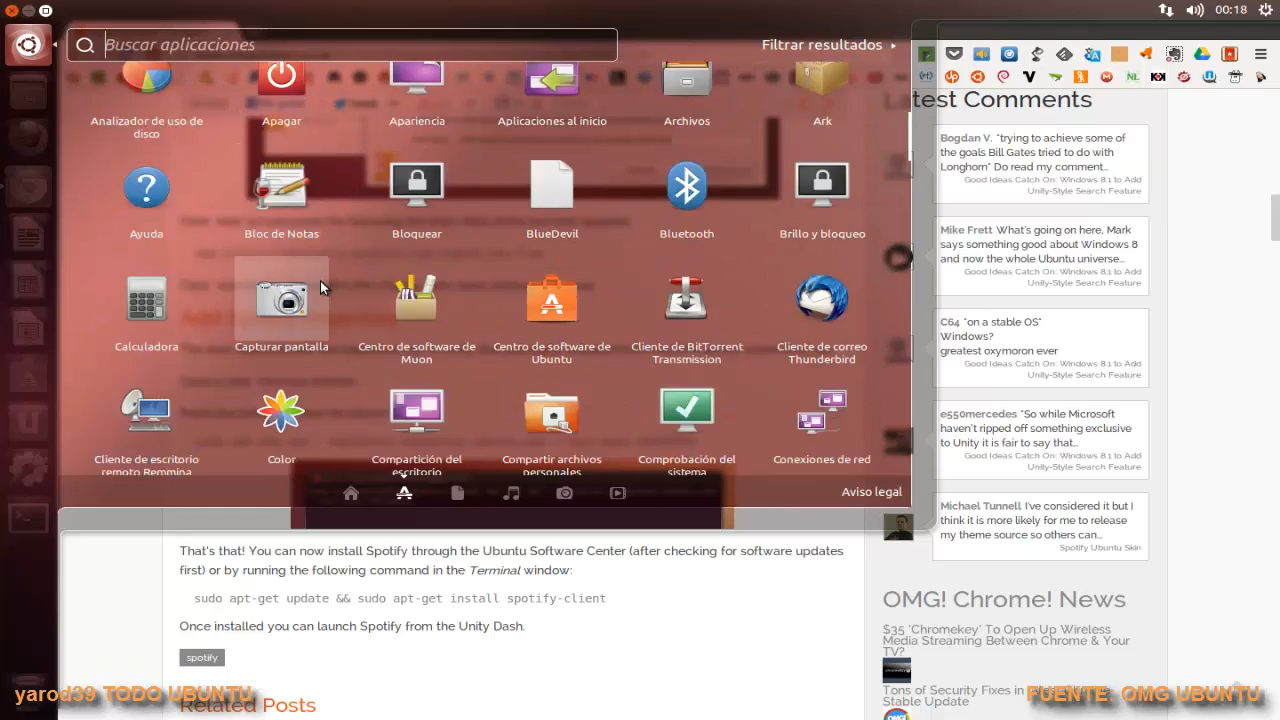 00:18
Buscar aplicaciones
Filtrar resultados
Analizador de uso de
disco
Apagar
Apariencia
Aplicaciones al inicio
Archivos
Ark
Ayuda
Bloc de Notas
Bloquear
BlueDevil
Bluetooth
Brillo y bloqueo
Calculadora
Capturar pantalla
Centro de software de
Muon
Centro de software de
Ubuntu
Cliente de BitTorrent
Transmission
Cliente de correo
Thunderbird
Cliente de escritorio
remoto Remmina
Color
Compartición del
escritorio
Compartir archivos
personales
Comprobación del
sistema
Conexiones de red
Aviso legal
Latest Comments
Bogdan V. "trying to achieve some of
the goals Bill Gates tried to do with
Longhorn" Do read my comment...
Good Ideas Catch On: Windows 8.1 to Add
Unity-Style Search Feature
Mike Frett What's going on here, Mark
says something good about Windows 8
and now the whole Ubuntu universe...
Good Ideas Catch On: Windows 8.1 to Add
Unity-Style Search Feature
C64 "on a stable OS"
Windows?
greatest oxymoron ever
Good Ideas Catch On: Windows 8.1 to Add
Unity-Style Search Feature
e550mercedes "So while Microsoft
haven't ripped off something exclusive
to Unity it is fair to say that...
Good Ideas Catch On: Windows 8.1 to Add
Unity-Style Search Feature
Michael Tunnell I've considered it but I
think it is more likely for me to release
my theme source so others can...
Spotify Ubuntu Skin
That's that! You can now install Spotify through the Ubuntu Software Center (after checking for software updates
first) or by running the following command in the Terminal window:
sudo apt-get update && sudo apt-get install spotify-client
Once installed you can launch Spotify from the Unity Dash.
spotify
Related Posts
OMG! Chrome! News
$35 'Chromekey' To Open Up Wireless
Media Streaming Between Chrome & Your
TV?
Tons of Security Fixes in
Stable Update
yarod39 TODO UBUNTU
FUENTE: OMG UBUNTU